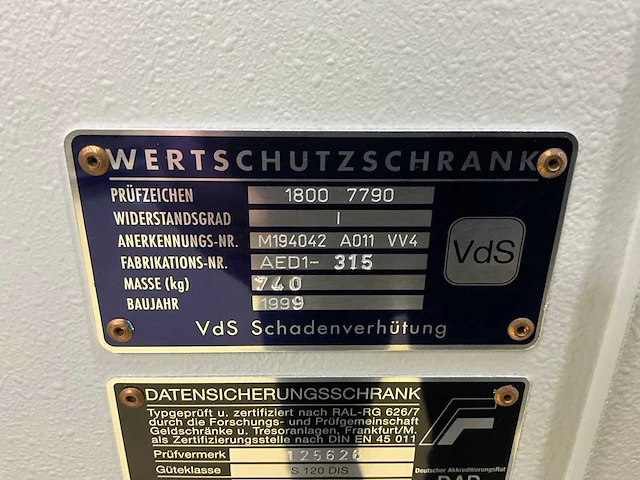 WERTSCHUTZSCHRANK
PRÜFZEICHEN 1800 7790
WIDERSTANDSGRAD I
ANERKENNUNGS-NR. M194042 A011 VV4
FABRIKATIONS-NR. AED1- 315
MASSE (kg) 740
BAUJAHR 1999
VdS
VdS Schadenverhütung
DATENSICHERUNGSSCHRANK
Typgeprüft u. zertifiziert nach RAL-RG 626/7
durch die Forschungs- und Prüfgemeinschaft
Geldschränke u. Tresoranlagen, Frankfurt/M.
als Zertifizierungsstelle nach DIN EN 45 011
Prüfvermerk 125626
Güteklasse S 120 DIS
Deutscher AkkreditierungsRat
DAR